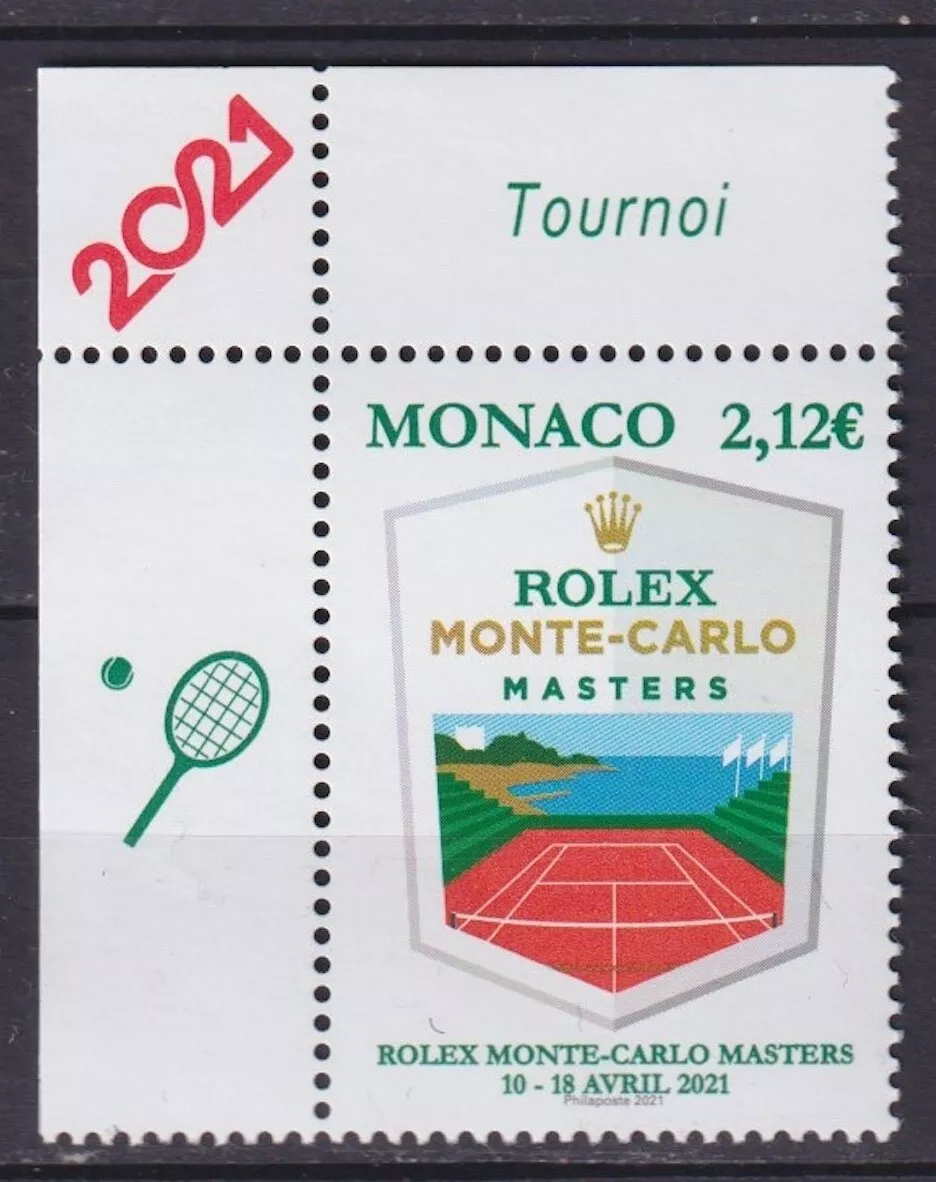 2021
Tournoi
MONACO 2,12€
ROLEX
MONTE-CARLO
MASTERS
ROLEX MONTE-CARLO MASTERS
10 - 18 AVRIL 2021
Philaposte 2021